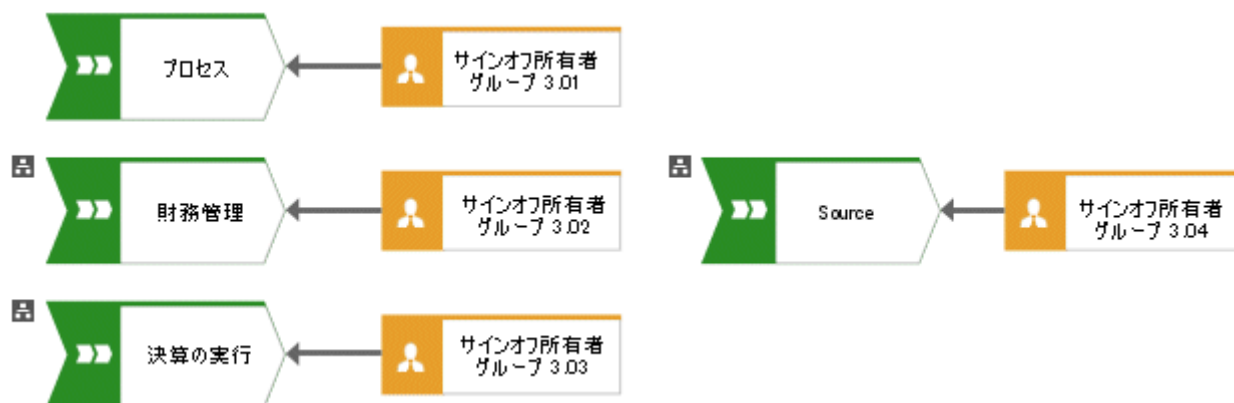 プロセス
サインオフ所有者
グループ 3.01
財務管理
サインオフ所有者
グループ 3.02
Source
サインオフ所有者
グループ 3.04
決算の実行
サインオフ所有者
グループ 3.03